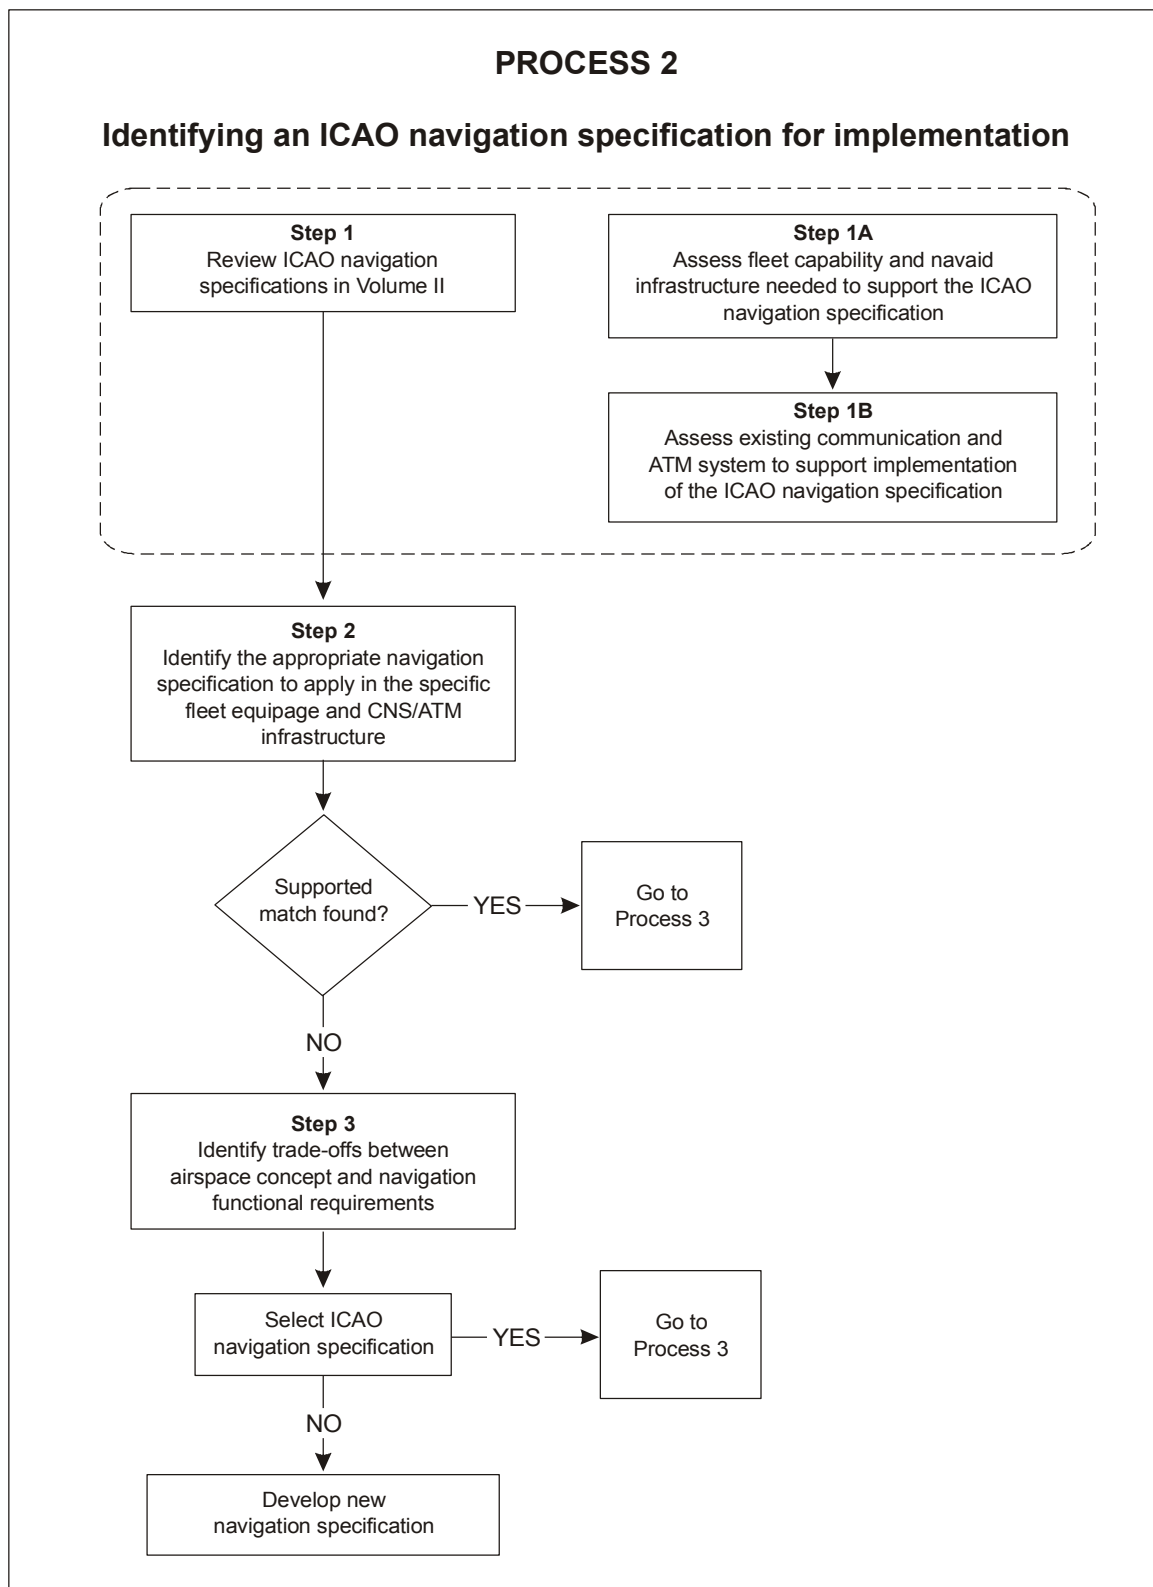 PROCESS 2
Identifying an ICAO navigation specification for implementation
Step 1
Review ICAO navigation
specifications in Volume II
Step 1A
Assess fleet capability and navaid
infrastructure needed to support the ICAO
navigation specification
Step 1B
Assess existing communication and
ATM system to support implementation
of the ICAO navigation specification
Step 2
Identify the appropriate navigation
specification to apply in the specific
fleet equipage and CNS/ATM
infrastructure
Supported
match found?
YES
Go to
Process 3
NO
Step 3
Identify trade-offs between
airspace concept and navigation
functional requirements
Select ICAO
navigation specification
YES
Go to
Process 3
NO
Develop new
navigation specification